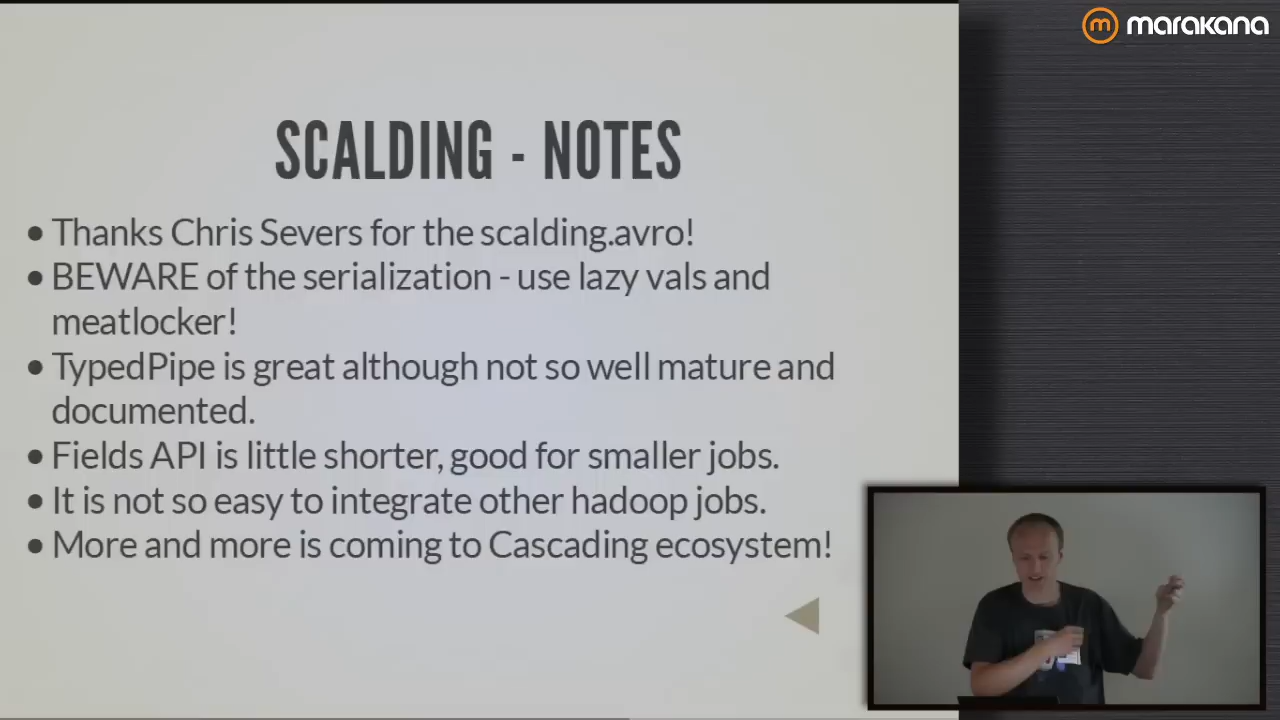 marakana
SCALDING - NOTES
• Thanks Chris Severs for the scalding.avro!
• BEWARE of the serialization - use lazy vals and
meatlocker!
• TypedPipe is great although not so well mature and
documented.
• Fields API is little shorter, good for smaller jobs.
• It is not so easy to integrate other hadoop jobs.
• More and more is coming to Cascading ecosystem!